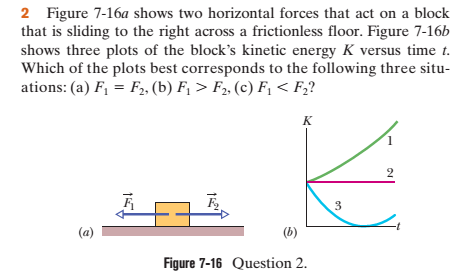 2 Figure 7-16a shows two horizontal forces that act on a block
that is sliding to the right across a frictionless floor. Figure 7-16b
shows three plots of the block's kinetic energy K versus time t.
Which of the plots best corresponds to the following three situ-
ations: (a) F₁ = F₂, (b) F₁ > F₂, (c) F₁ < F₂?
K
1
2
3
t
F⃗₁
F⃗₂
(a)
(b)
Figure 7-16 Question 2.